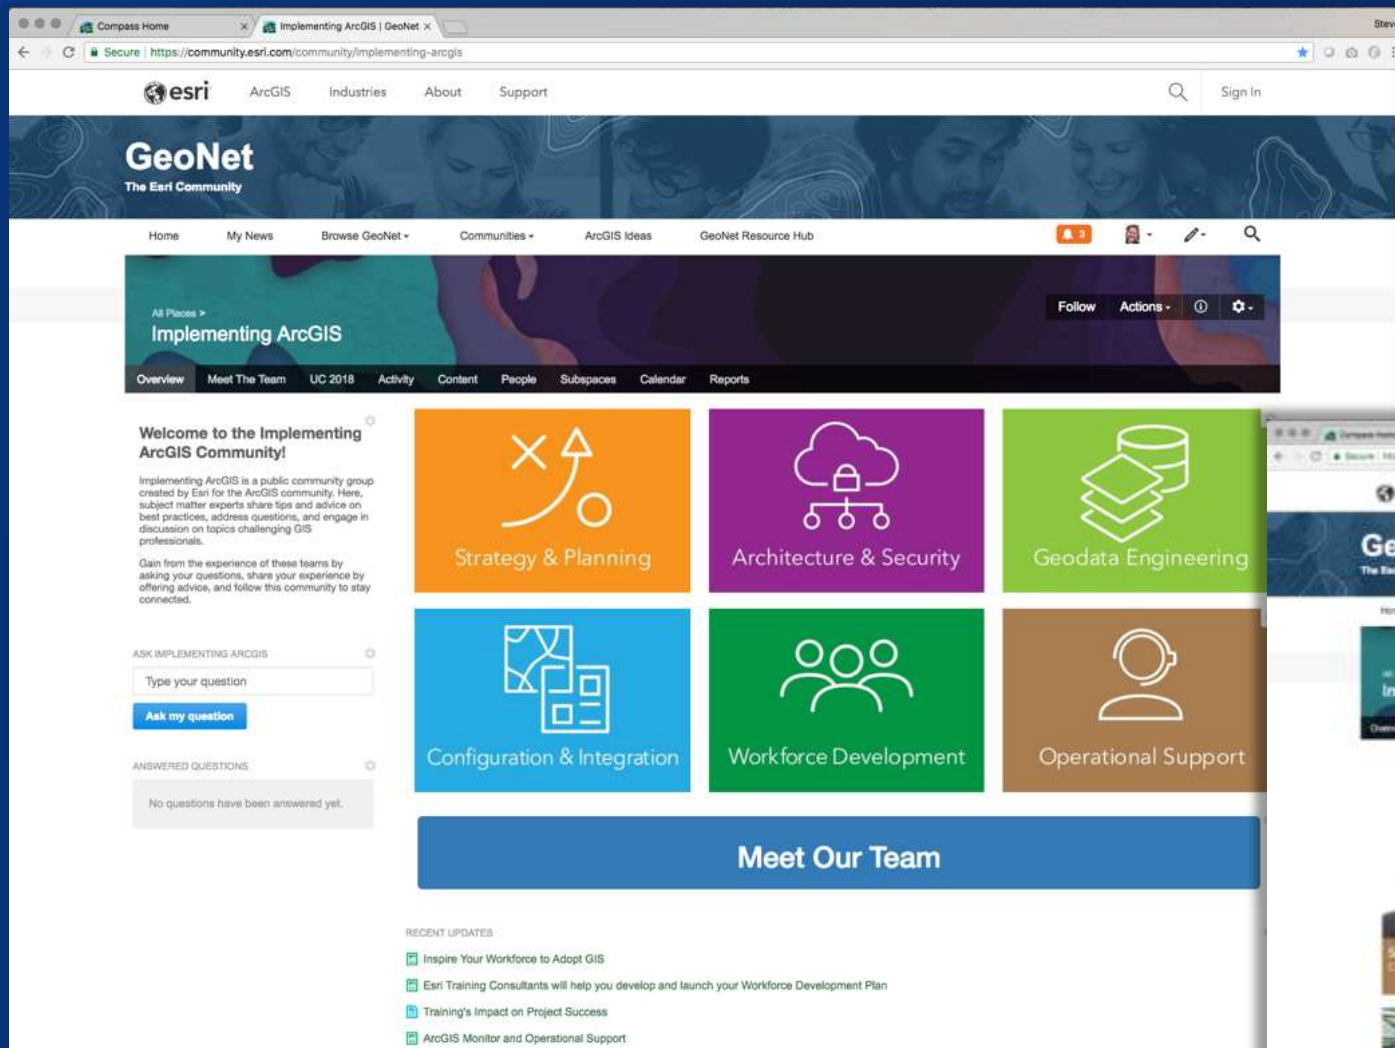 Compass Home
Implementing ArcGIS | GeoNet
Secure | https://community.esri.com/community/implementing-arcgis
esri
ArcGIS
Industries
About
Support
Sign In
GeoNet
The Esri Community
Home
My News
Browse GeoNet
Communities
ArcGIS Ideas
GeoNet Resource Hub
3
All Places >
Implementing ArcGIS
Follow
Actions
Overview
Meet The Team
UC 2018
Activity
Content
People
Subspaces
Calendar
Reports
Welcome to the Implementing
ArcGIS Community!
Implementing ArcGIS is a public community group
created by Esri for the ArcGIS community. Here,
subject matter experts share tips and advice on
best practices, address questions, and engage in
discussion on topics challenging GIS
professionals.
Gain from the experience of these teams by
asking your questions, share your experience by
offering advice, and follow this community to stay
connected.
ASK IMPLEMENTING ARCGIS
Type your question
Ask my question
ANSWERED QUESTIONS
No questions have been answered yet.
Strategy & Planning
Architecture & Security
Geodata Engineering
Configuration & Integration
Workforce Development
Operational Support
Meet Our Team
RECENT UPDATES
Inspire Your Workforce to Adopt GIS
Esri Training Consultants will help you develop and launch your Workforce Development Plan
Training's Impact on Project Success
ArcGIS Monitor and Operational Support